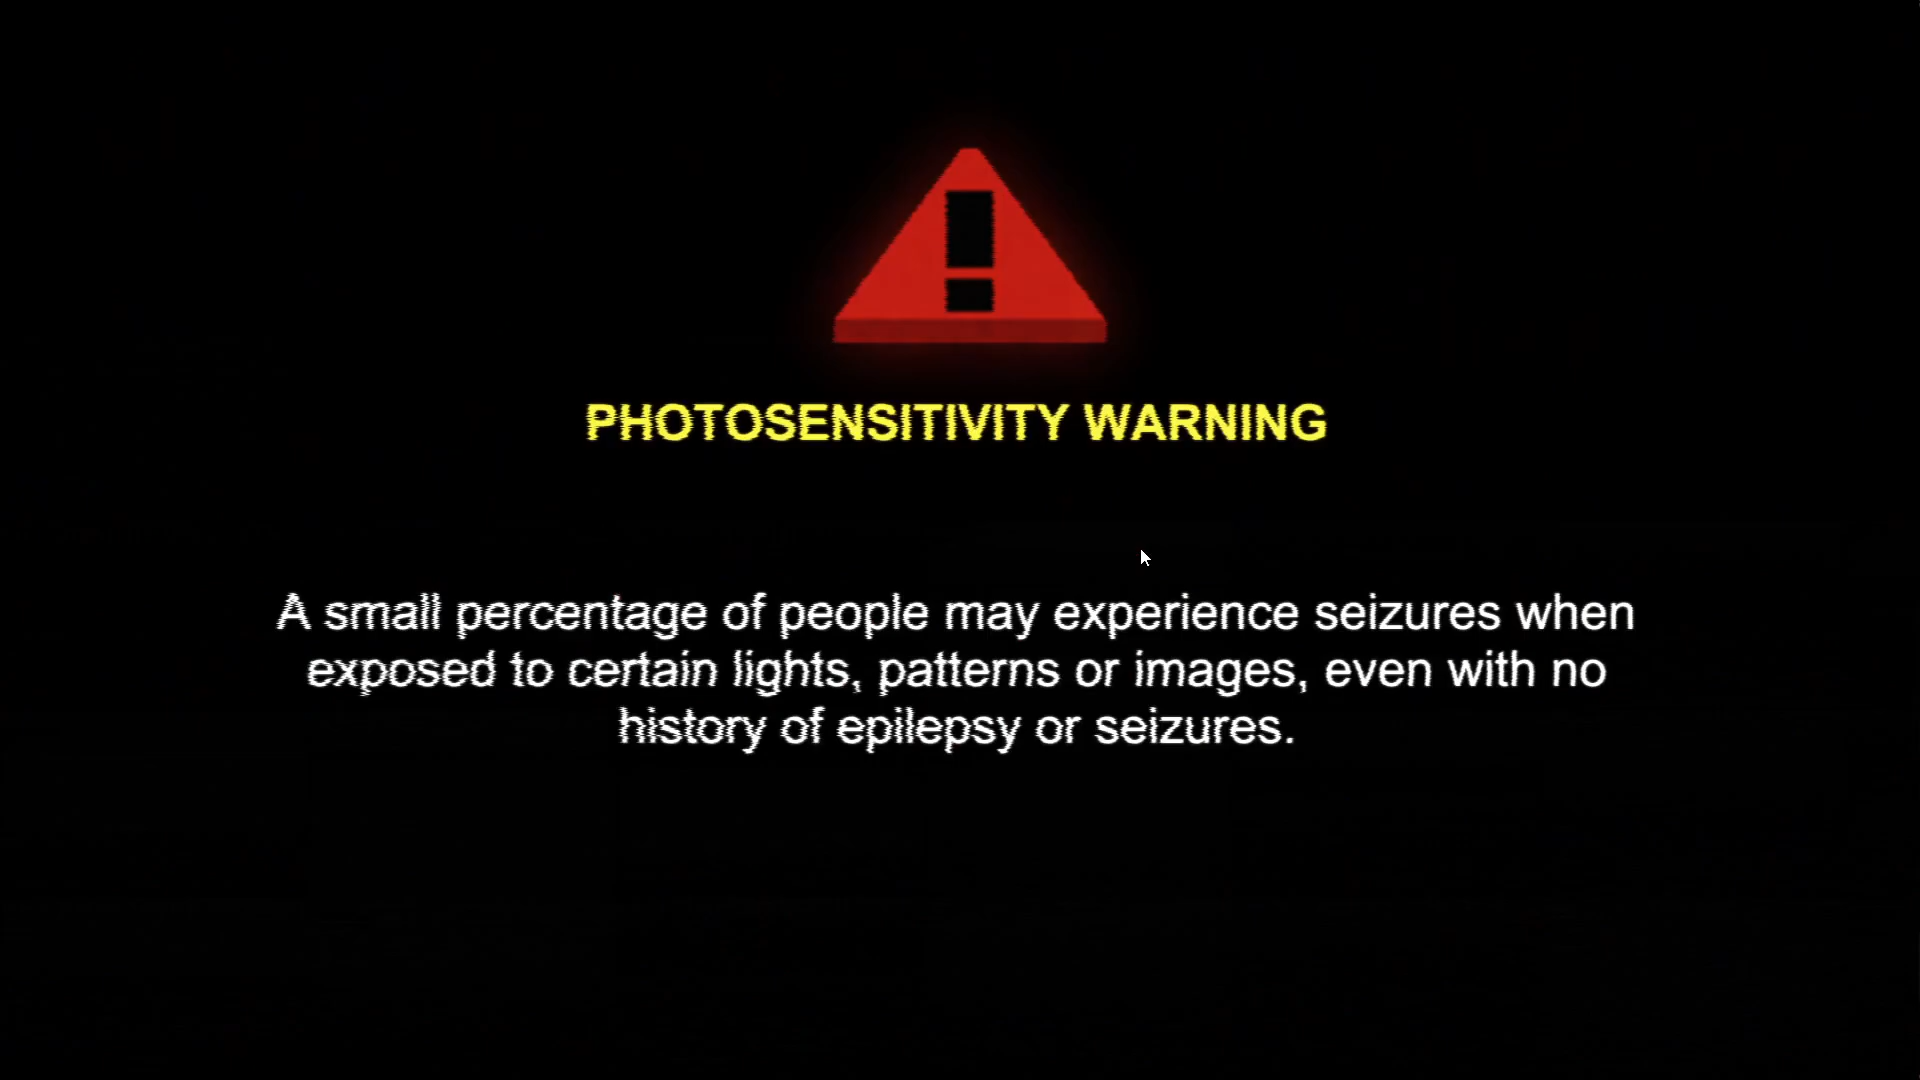 PHOTOSENSITIVITY WARNING
A small percentage of people may experience seizures when
exposed to certain lights, patterns or images, even with no
history of epilepsy or seizures.